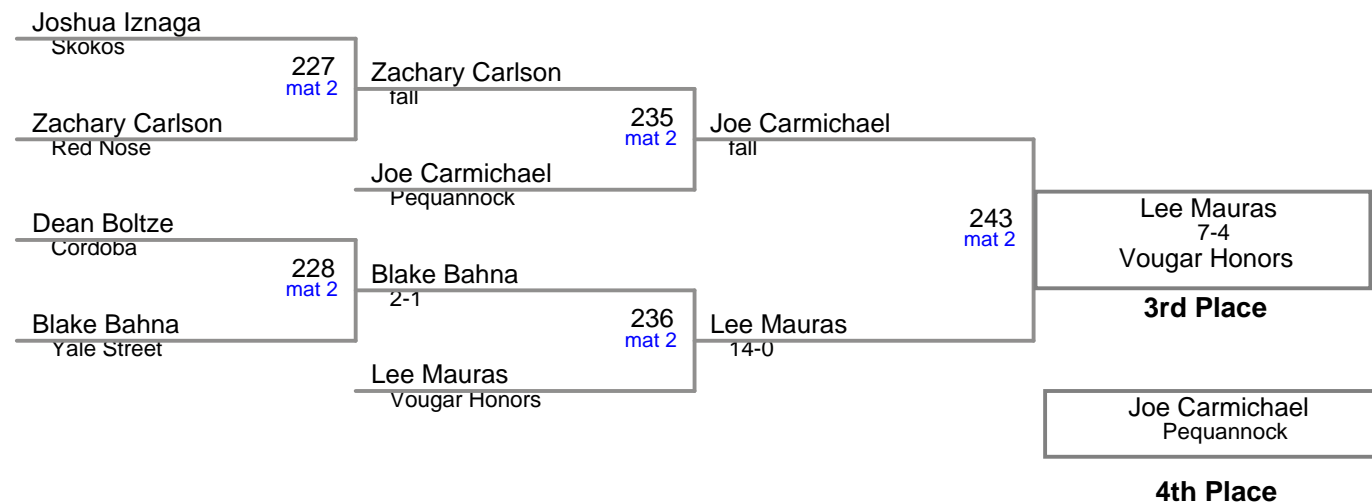 Joshua Iznaga
Skokos
227
mat 2
Zachary Carlson
Red Nose
Zachary Carlson
fall
235
mat 2
Joe Carmichael
Pequannock
Joe Carmichael
fall
Dean Boltze
Cordoba
228
mat 2
Blake Bahna
Yale Street
Blake Bahna
2-1
236
mat 2
Lee Mauras
Vougar Honors
Lee Mauras
14-0
243
mat 2
Lee Mauras
7-4
Vougar Honors
3rd Place
Joe Carmichael
Pequannock
4th Place